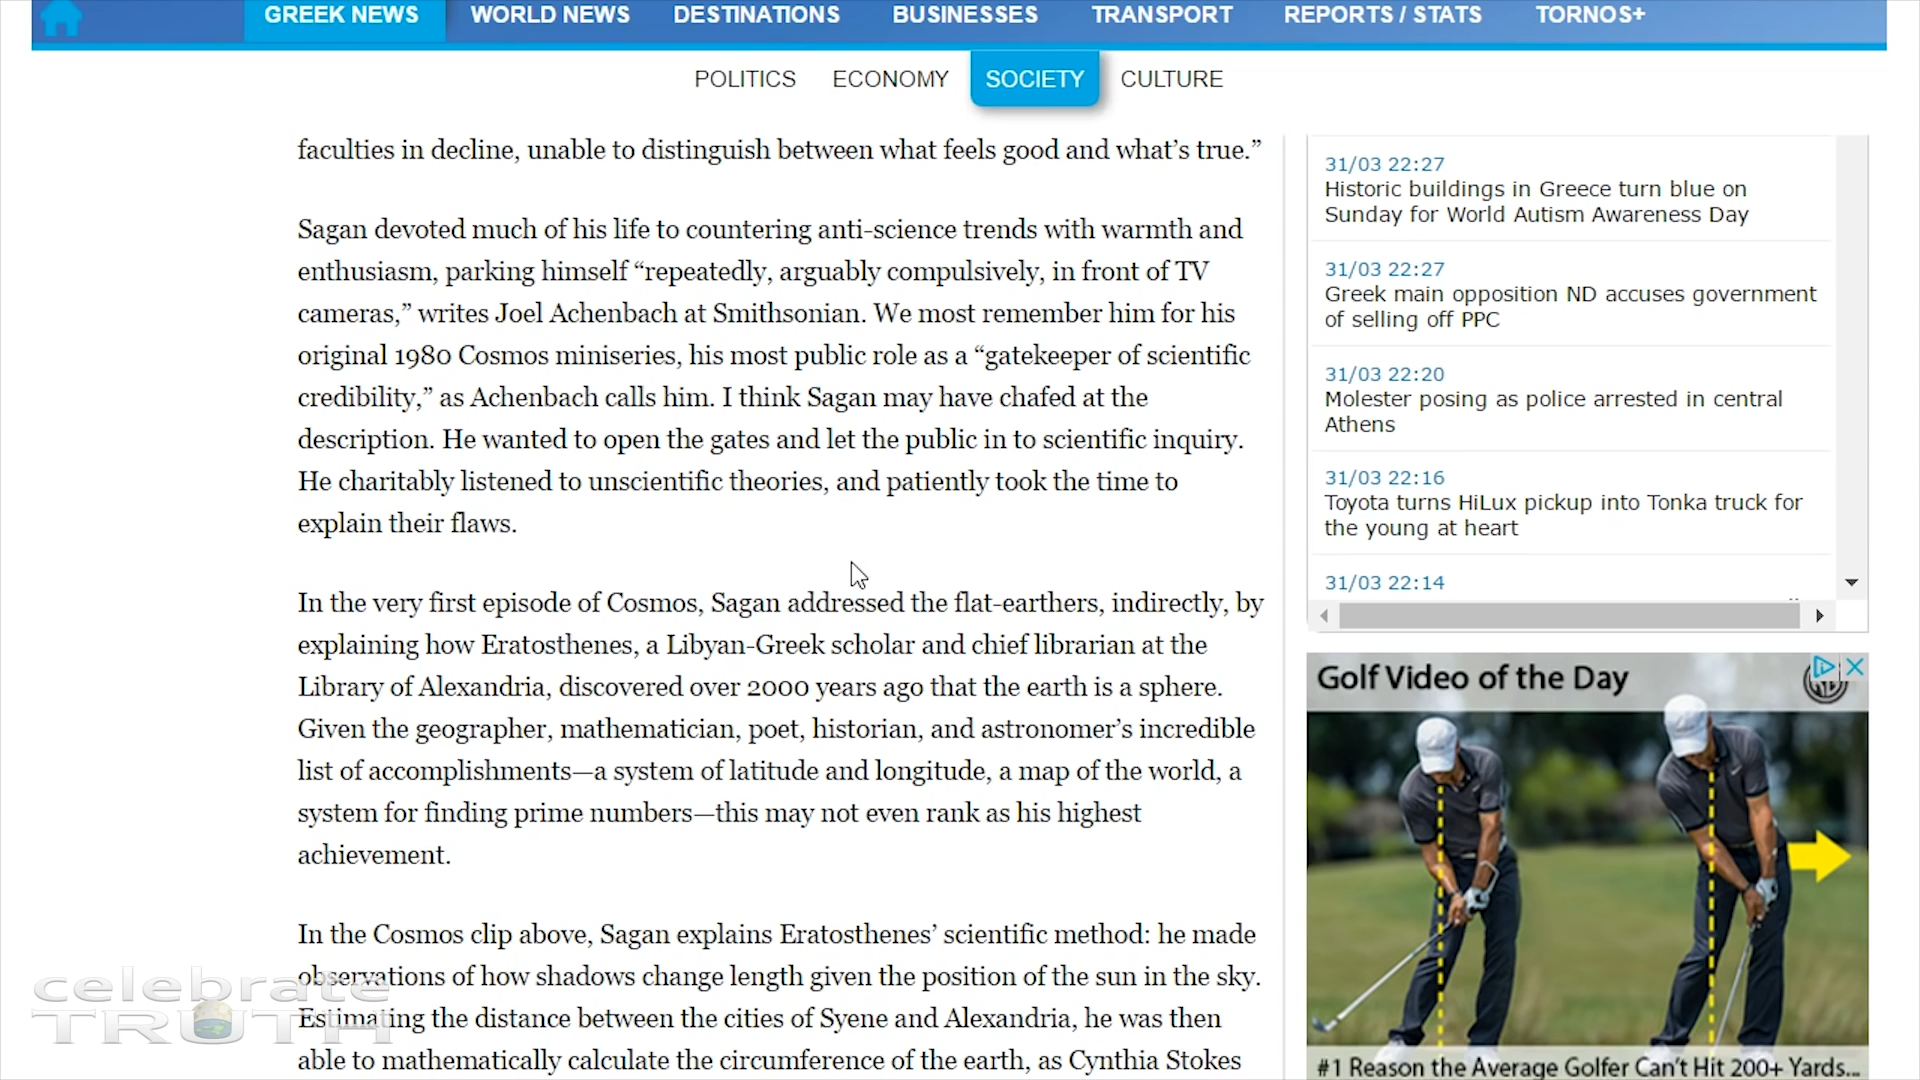 GREEK NEWS WORLD NEWS DESTINATIONS BUSINESSES TRANSPORT REPORTS / STATS TORNOS+
POLITICS ECONOMY SOCIETY CULTURE
faculties in decline, unable to distinguish between what feels good and what’s true.”
Sagan devoted much of his life to countering anti-science trends with warmth and
enthusiasm, parking himself “repeatedly, arguably compulsively, in front of TV
cameras,” writes Joel Achenbach at Smithsonian. We most remember him for his
original 1980 Cosmos miniseries, his most public role as a “gatekeeper of scientific
credibility,” as Achenbach calls him. I think Sagan may have chafed at the
description. He wanted to open the gates and let the public in to scientific inquiry.
He charitably listened to unscientific theories, and patiently took the time to
explain their flaws.
In the very first episode of Cosmos, Sagan addressed the flat-earthers, indirectly, by
explaining how Eratosthenes, a Libyan-Greek scholar and chief librarian at the
Library of Alexandria, discovered over 2000 years ago that the earth is a sphere.
Given the geographer, mathematician, poet, historian, and astronomer’s incredible
list of accomplishments—a system of latitude and longitude, a map of the world, a
system for finding prime numbers—this may not even rank as his highest
achievement.
In the Cosmos clip above, Sagan explains Eratosthenes’ scientific method: he made
observations of how shadows change length given the position of the sun in the sky.
Estimating the distance between the cities of Syene and Alexandria, he was then
able to mathematically calculate the circumference of the earth, as Cynthia Stokes
31/03 22:27
Historic buildings in Greece turn blue on
Sunday for World Autism Awareness Day
31/03 22:27
Greek main opposition ND accuses government
of selling off PPC
31/03 22:20
Molester posing as police arrested in central
Athens
31/03 22:16
Toyota turns HiLux pickup into Tonka truck for
the young at heart
31/03 22:14
Golf Video of the Day
#1 Reason the Average Golfer Can't Hit 200+ Yards...
celebrate
TRUTH